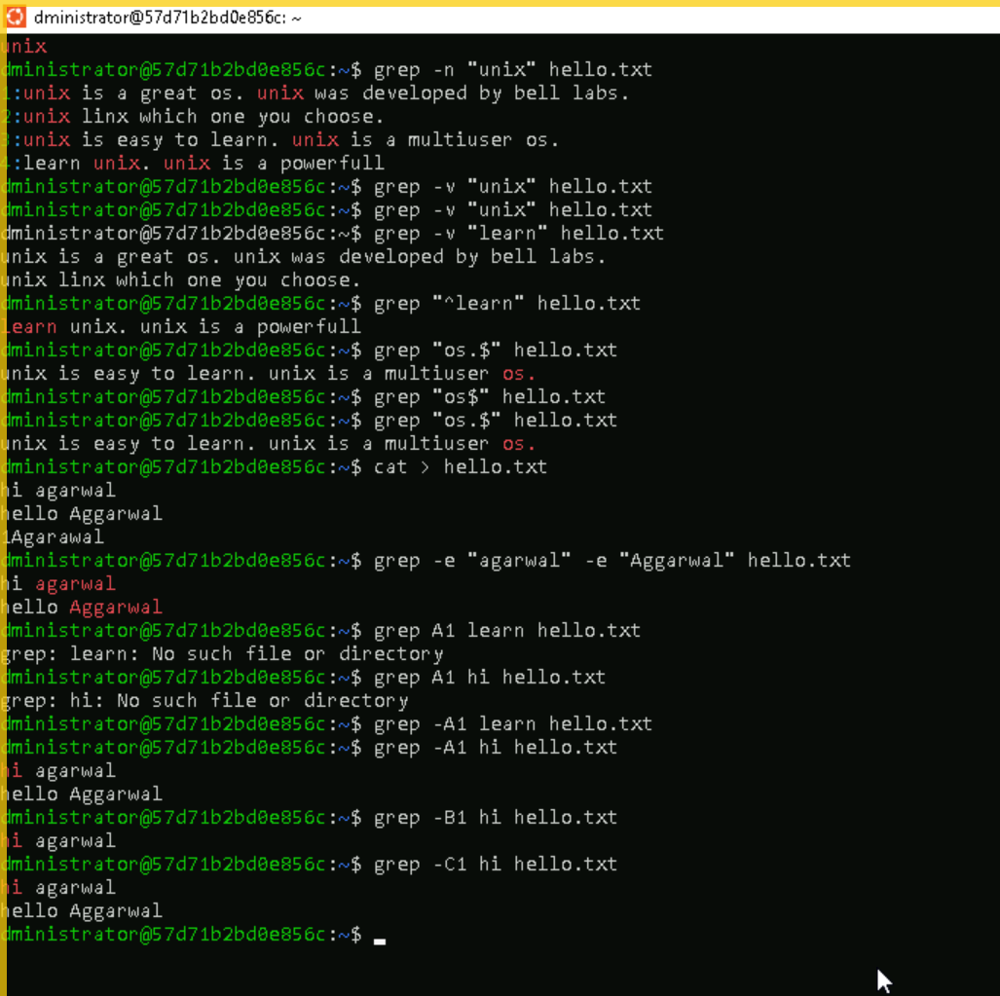 dministrator@57d71b2bd0e856c: ~
unix
dministrator@57d71b2bd0e856c:~$ grep -n "unix" hello.txt
1:unix is a great os. unix was developed by bell labs.
2:unix linx which one you choose.
3:unix is easy to learn. unix is a multiuser os.
4:learn unix. unix is a powerfull
dministrator@57d71b2bd0e856c:~$ grep -v "unix" hello.txt
dministrator@57d71b2bd0e856c:~$ grep -v "unix" hello.txt
dministrator@57d71b2bd0e856c:~$ grep -v "learn" hello.txt
unix is a great os. unix was developed by bell labs.
unix linx which one you choose.
dministrator@57d71b2bd0e856c:~$ grep "^learn" hello.txt
learn unix. unix is a powerfull
dministrator@57d71b2bd0e856c:~$ grep "os.$" hello.txt
unix is easy to learn. unix is a multiuser os.
dministrator@57d71b2bd0e856c:~$ grep "os$" hello.txt
dministrator@57d71b2bd0e856c:~$ grep "os.$" hello.txt
unix is easy to learn. unix is a multiuser os.
dministrator@57d71b2bd0e856c:~$ cat > hello.txt
hi agarwal
hello Aggarwal
1Agarawal
dministrator@57d71b2bd0e856c:~$ grep -e "agarwal" -e "Aggarwal" hello.txt
hi agarwal
hello Aggarwal
dministrator@57d71b2bd0e856c:~$ grep A1 learn hello.txt
grep: learn: No such file or directory
dministrator@57d71b2bd0e856c:~$ grep A1 hi hello.txt
grep: hi: No such file or directory
dministrator@57d71b2bd0e856c:~$ grep -A1 learn hello.txt
dministrator@57d71b2bd0e856c:~$ grep -A1 hi hello.txt
hi agarwal
hello Aggarwal
dministrator@57d71b2bd0e856c:~$ grep -B1 hi hello.txt
hi agarwal
dministrator@57d71b2bd0e856c:~$ grep -C1 hi hello.txt
hi agarwal
hello Aggarwal
dministrator@57d71b2bd0e856c:~$